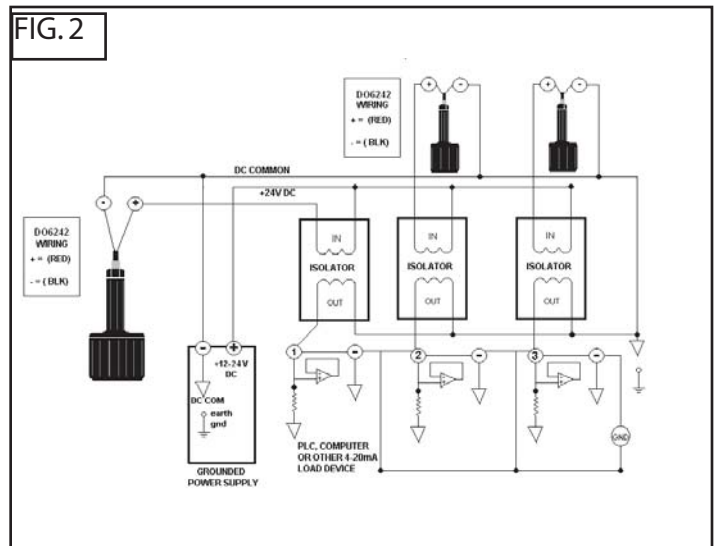 FIG. 2
DO6242
WIRING
+ = (RED)
- = ( BLK)
+
-
+
-
DC COMMON
+24V DC
-
+
DO6242
WIRING
+ = (RED)
- = ( BLK)
IN
ISOLATOR
OUT
IN
ISOLATOR
OUT
IN
ISOLATOR
OUT
-
+
+12-24 V
DC
DC COM
earth
gnd
GROUNDED
POWER SUPPLY
1
-
2
-
3
-
GND
PLC, COMPUTER
OR OTHER 4-20mA
LOAD DEVICE